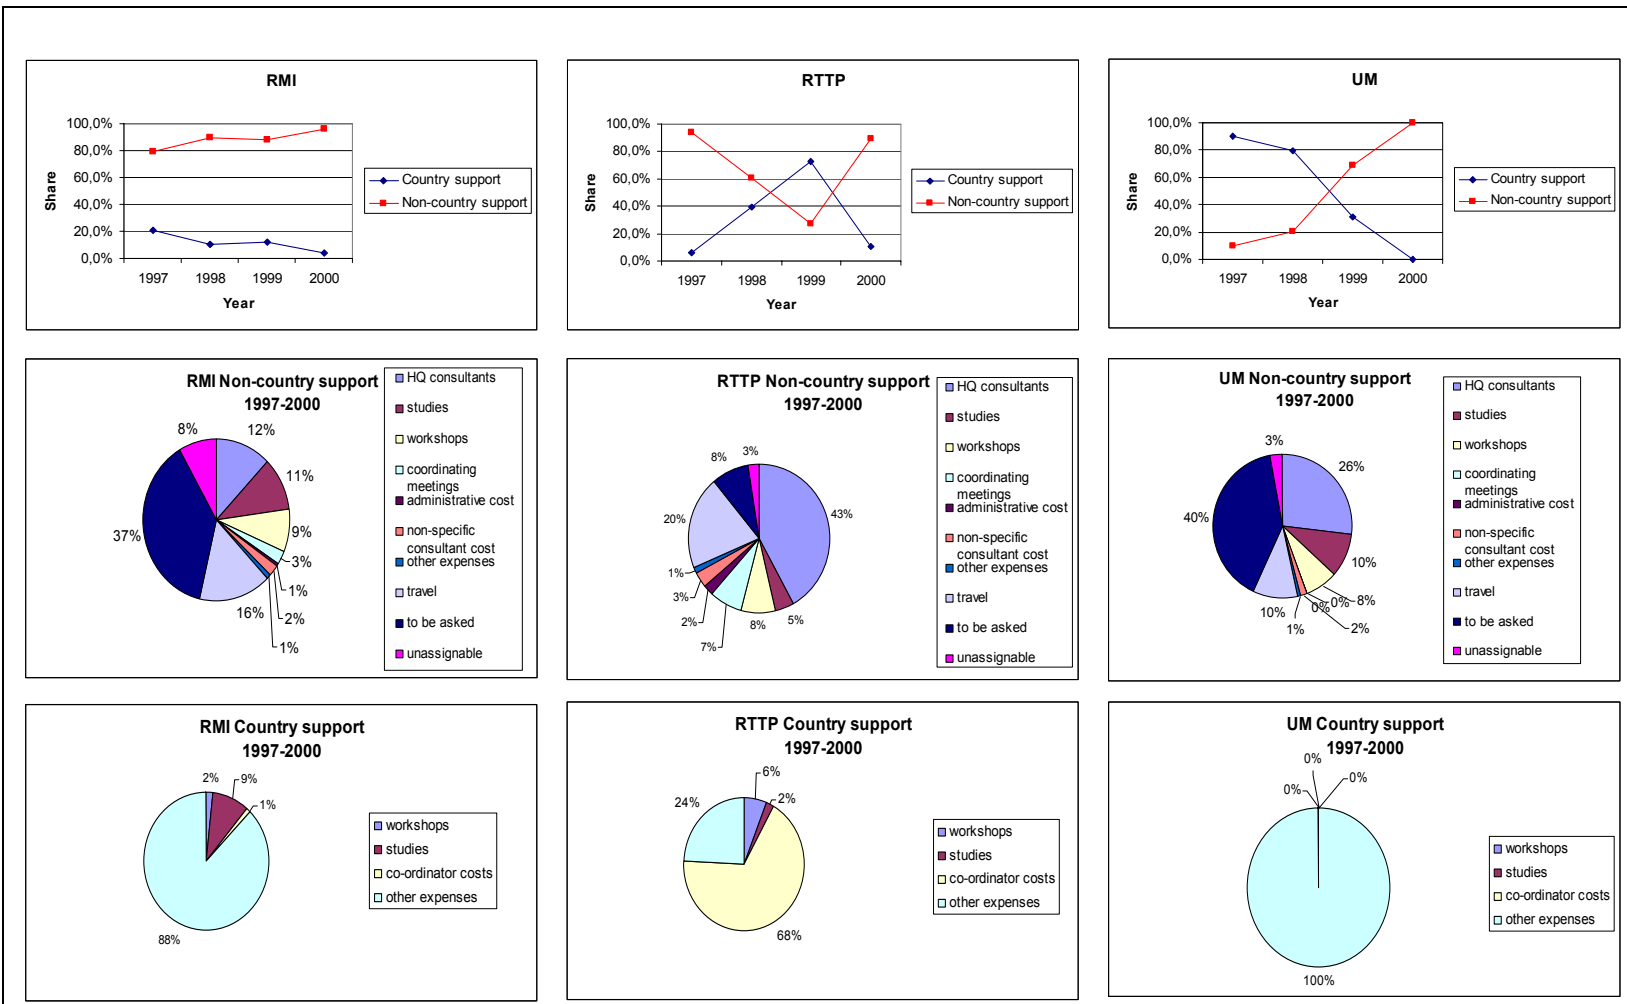 RMI
100,0%
80,0%
60,0%
40,0%
20,0%
0,0%
Share
1997 1998 1999 2000
Year
Country support
Non-country support
RTTP
100,0%
80,0%
60,0%
40,0%
20,0%
0,0%
Share
1997 1998 1999 2000
Year
Country support
Non-country support
UM
100,0%
80,0%
60,0%
40,0%
20,0%
0,0%
Share
1997 1998 1999 2000
Year
Country support
Non-country support
RMI Non-country support
1997-2000
12%
11%
9%
3%
1%
2%
1%
16%
37%
8%
HQ consultants
studies
workshops
coordinating
meetings
administrative cost
non-specific
consultant cost
other expenses
travel
to be asked
unassignable
RTTP Non-country support
1997-2000
43%
5%
8%
7%
2%
3%
1%
20%
8%
3%
HQ consultants
studies
workshops
coordinating
meetings
administrative cost
non-specific
consultant cost
other expenses
travel
to be asked
unassignable
UM Non-country support
1997-2000
26%
10%
8%
0%
0%
2%
1%
10%
40%
3%
HQ consultants
studies
workshops
coordinating
meetings
administrative cost
non-specific
consultant cost
other expenses
travel
to be asked
unassignable
RMI Country support
1997-2000
2%
9%
1%
88%
workshops
studies
co-ordinator costs
other expenses
RTTP Country support
1997-2000
6%
2%
68%
24%
workshops
studies
co-ordinator costs
other expenses
UM Country support
1997-2000
0%
0%
0%
100%
workshops
studies
co-ordinator costs
other expenses